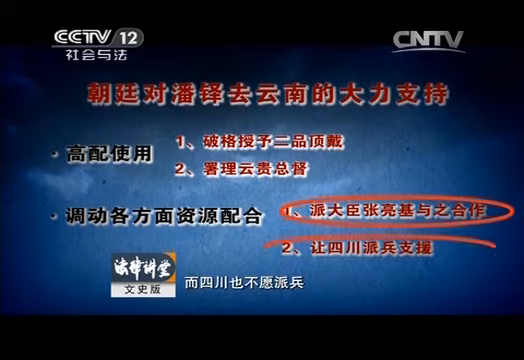 CCTV 12
社会与法
CNTV
朝廷对潘铎去云南的大力支持
· 高配使用
1、破格授予二品顶戴
2、署理云贵总督
· 调动各方面资源配合
1、派大臣张亮基与之合作
2、让四川派兵支援
法律讲堂
文史版
而四川也不愿派兵